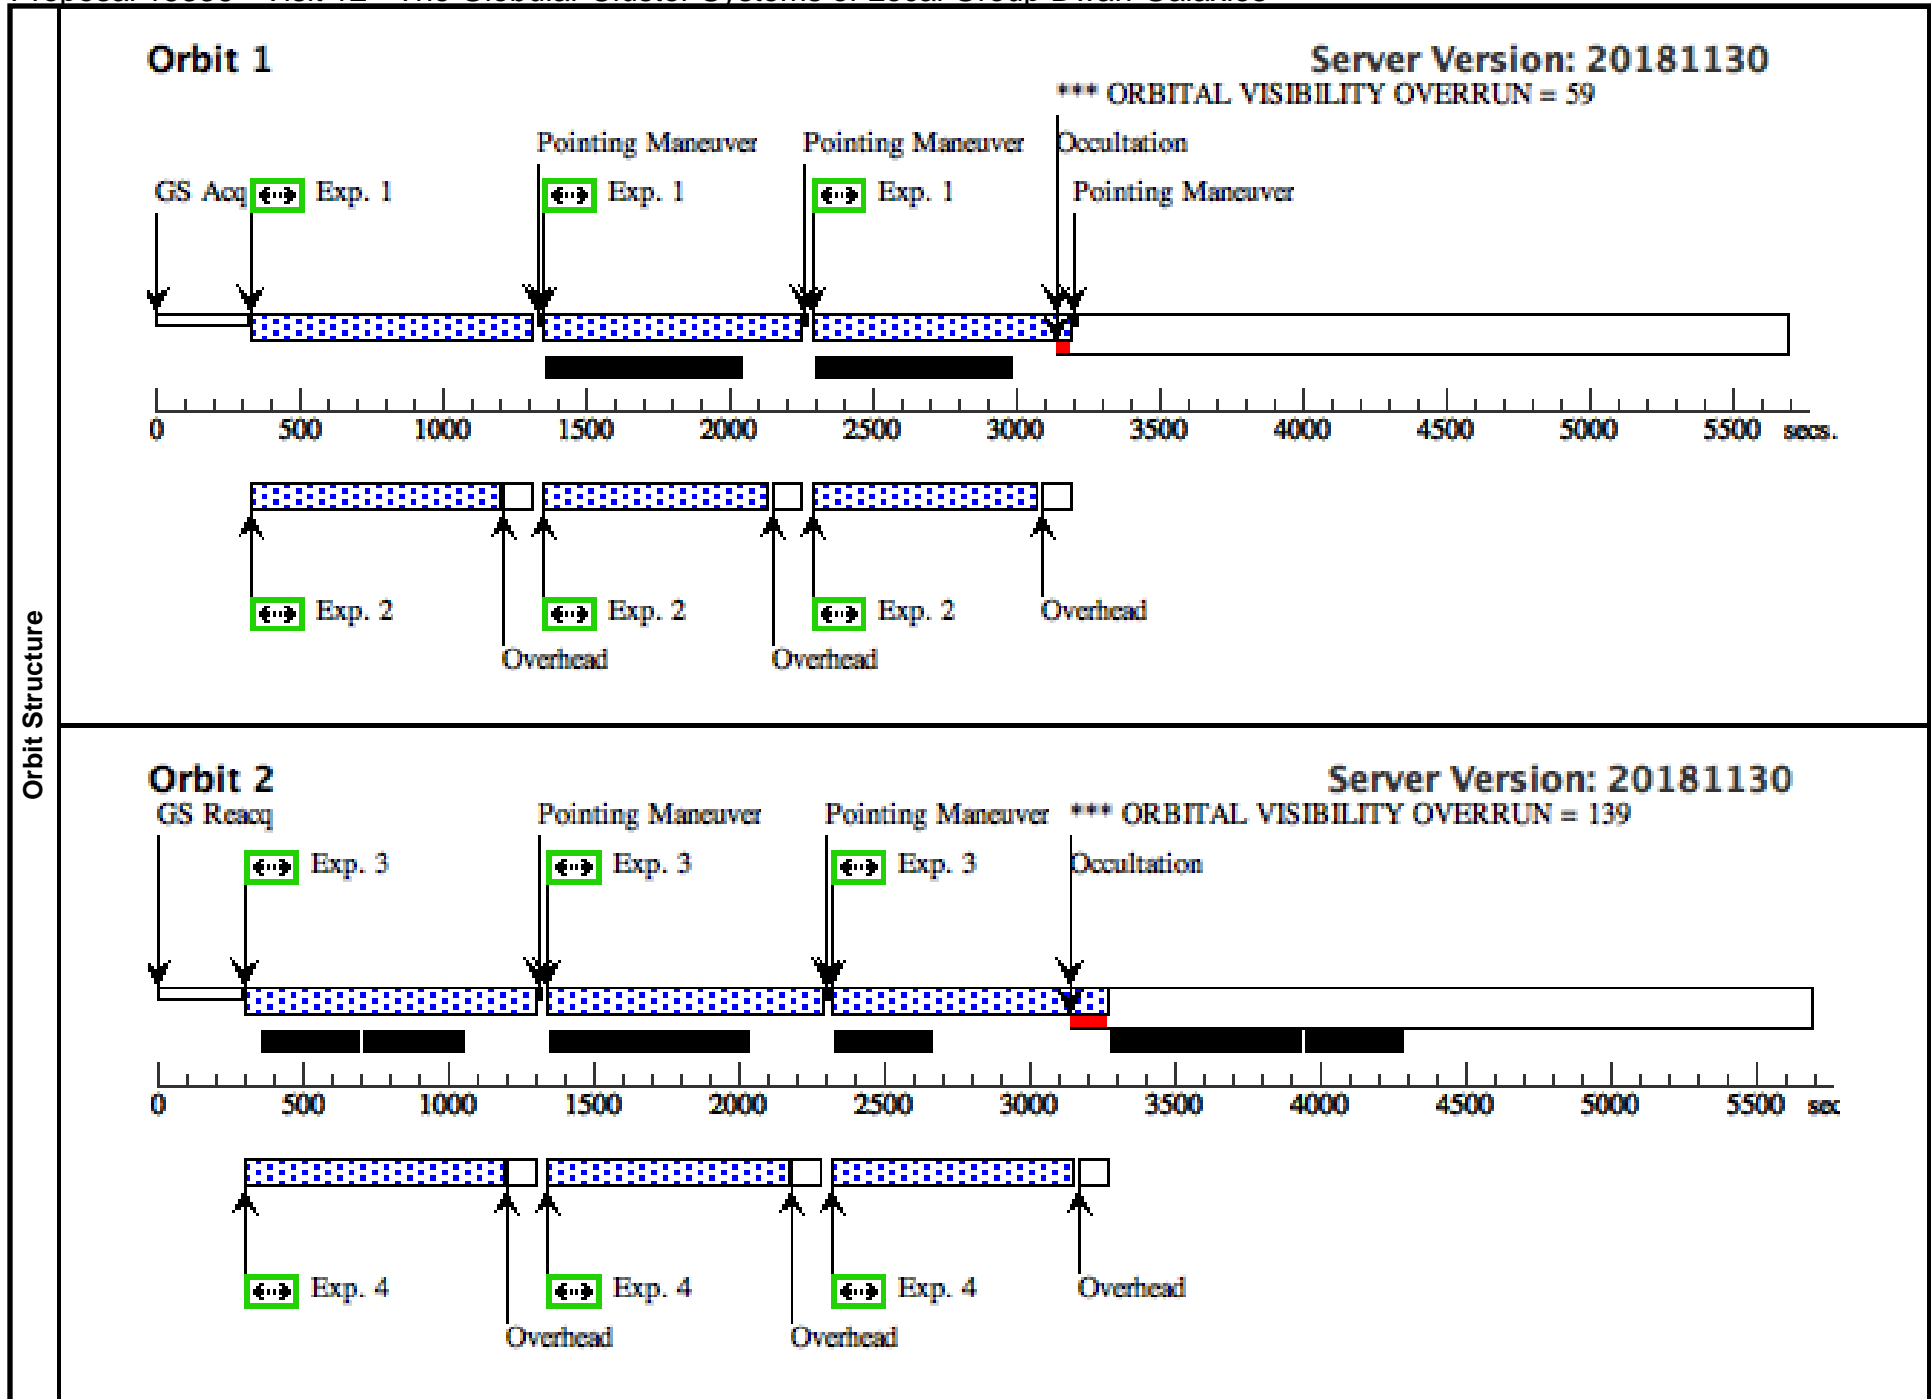 Orbit 1
Server Version: 20181130
*** ORBITAL VISIBILITY OVERRUN = 59
Pointing Maneuver Pointing Maneuver Occultation
GS Acq Exp. 1 Exp. 1 Exp. 1 Pointing Maneuver
0 500 1000 1500 2000 2500 3000 3500 4000 4500 5000 5500 secs.
Exp. 2 Exp. 2 Exp. 2 Overhead
Overhead Overhead
Orbit Structure
Orbit 2
Server Version: 20181130
GS Reacq Pointing Maneuver Pointing Maneuver *** ORBITAL VISIBILITY OVERRUN = 139
Exp. 3 Exp. 3 Exp. 3 Occultation
0 500 1000 1500 2000 2500 3000 3500 4000 4500 5000 5500 sec
Exp. 4 Exp. 4 Exp. 4 Overhead
Overhead Overhead